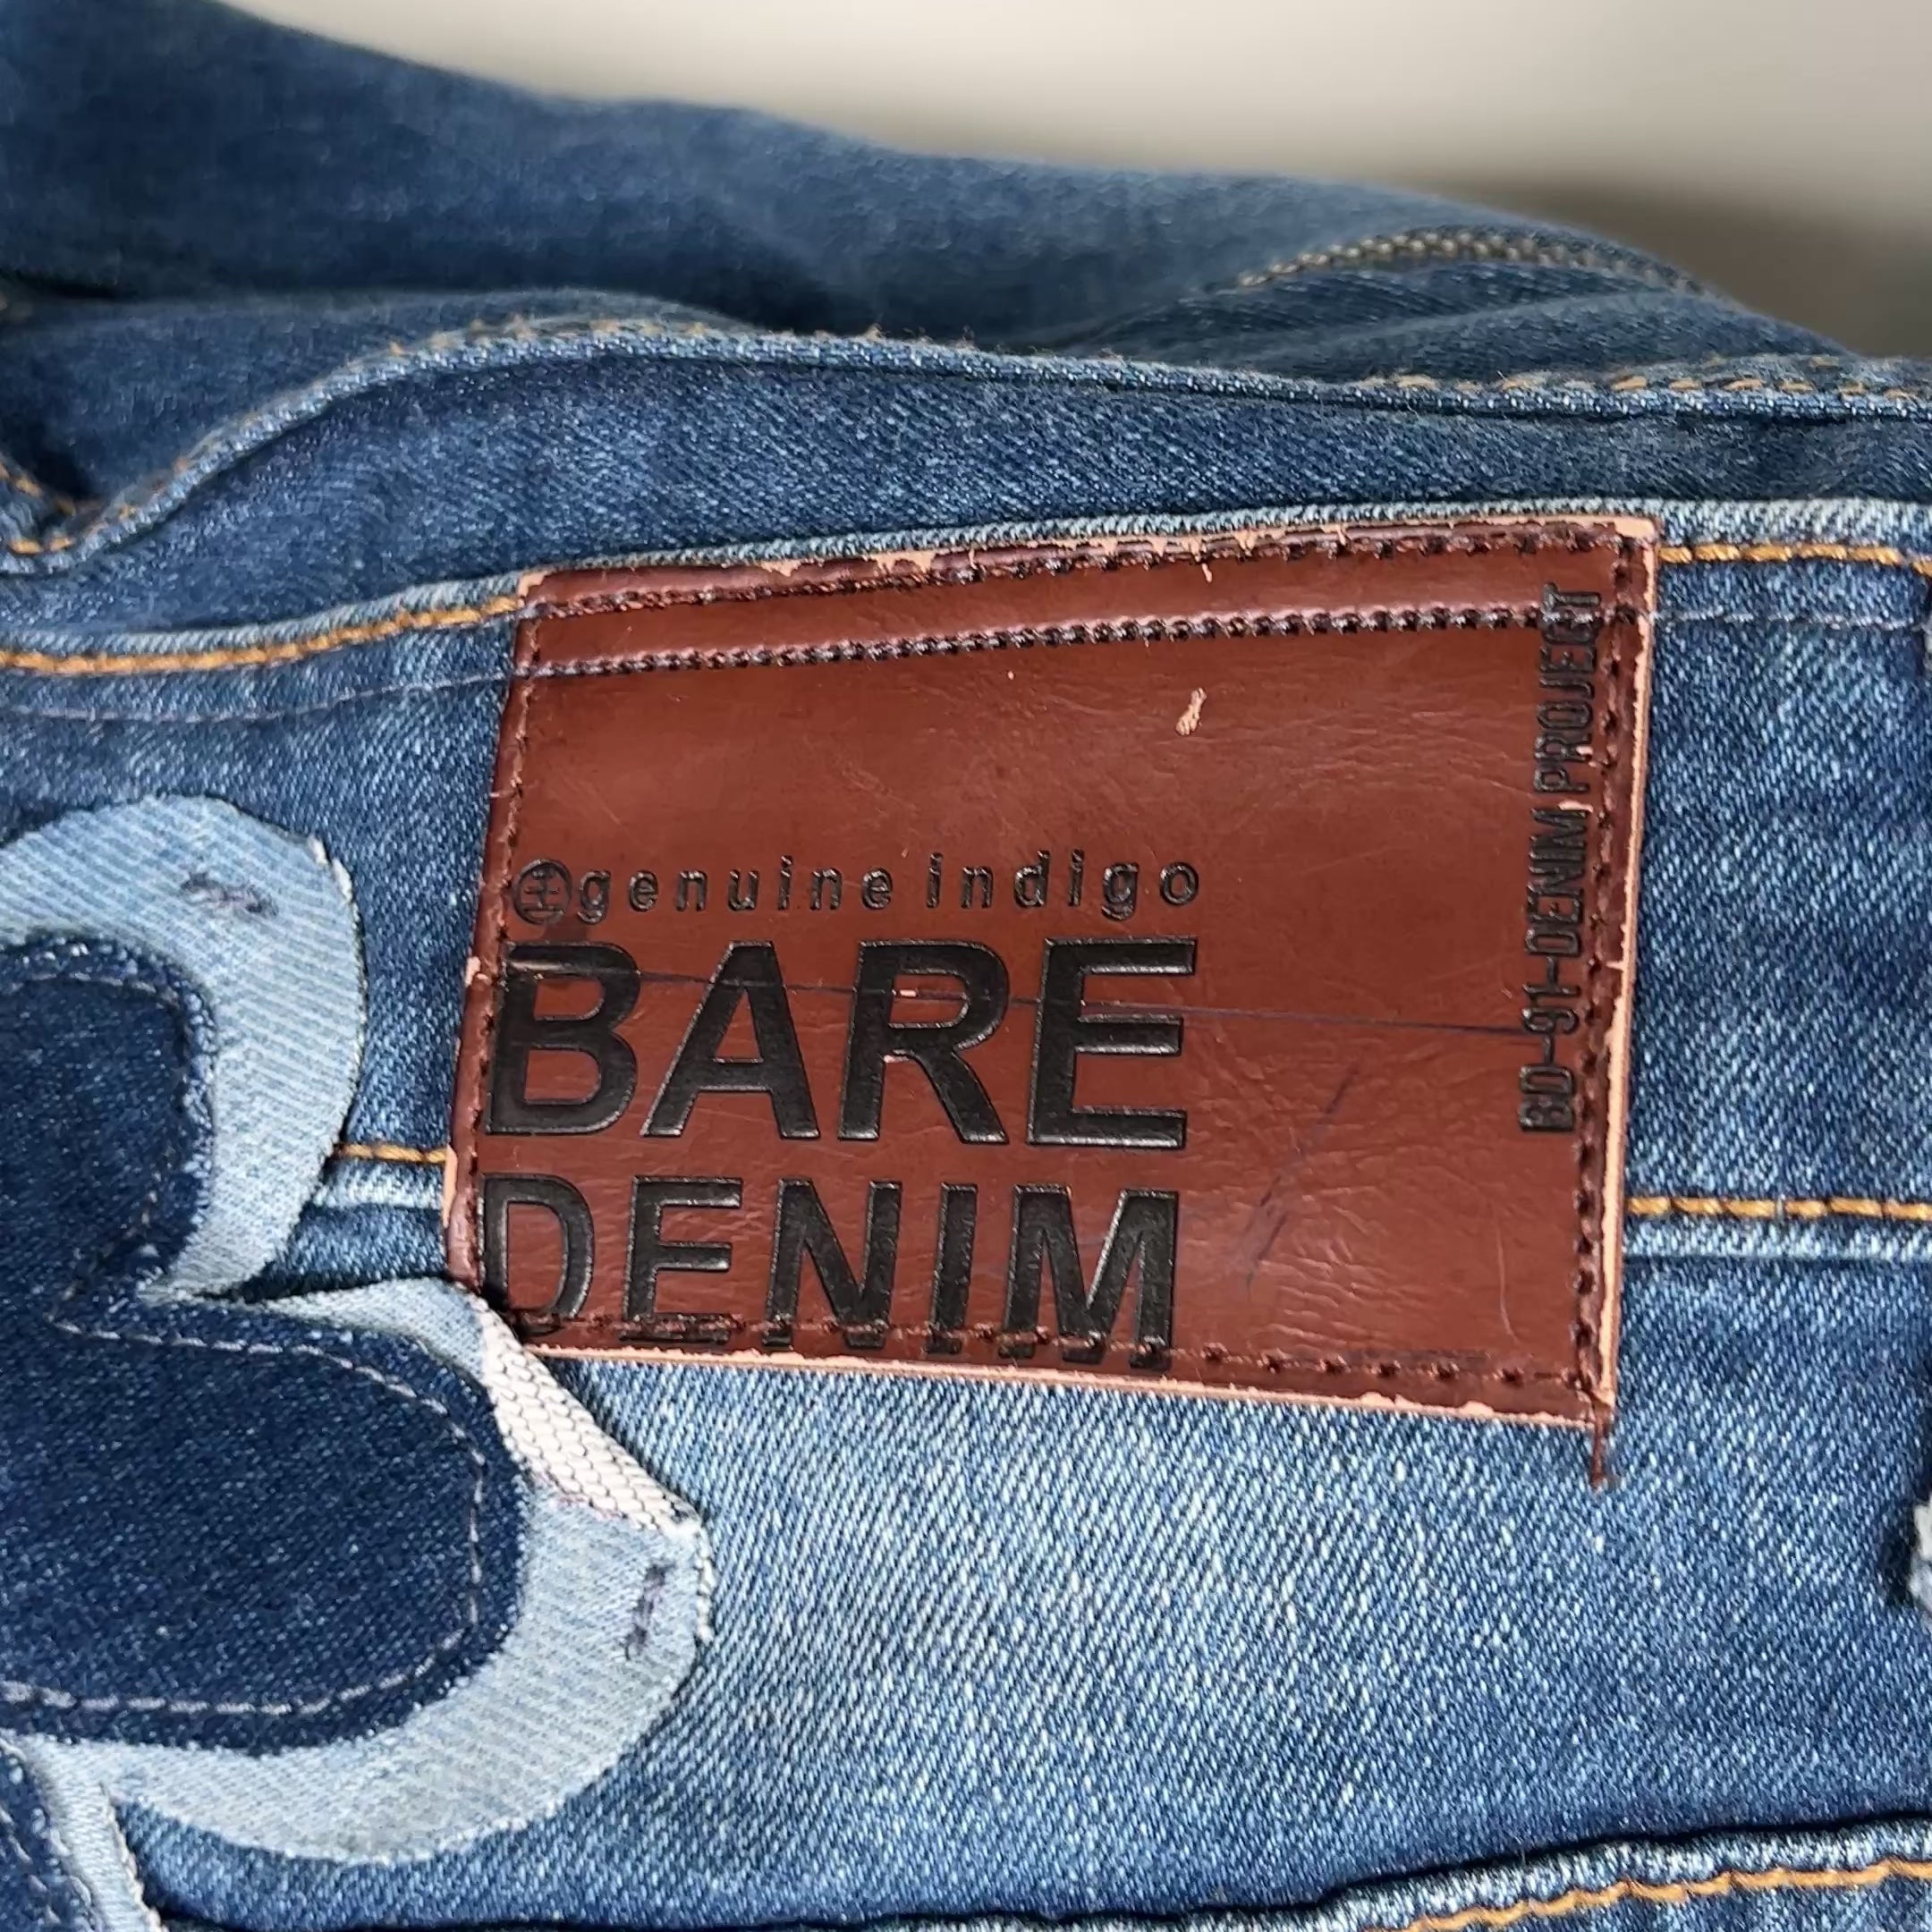 genuine indigo
BARE
DENIM
BD-91-DENIM PROJECT